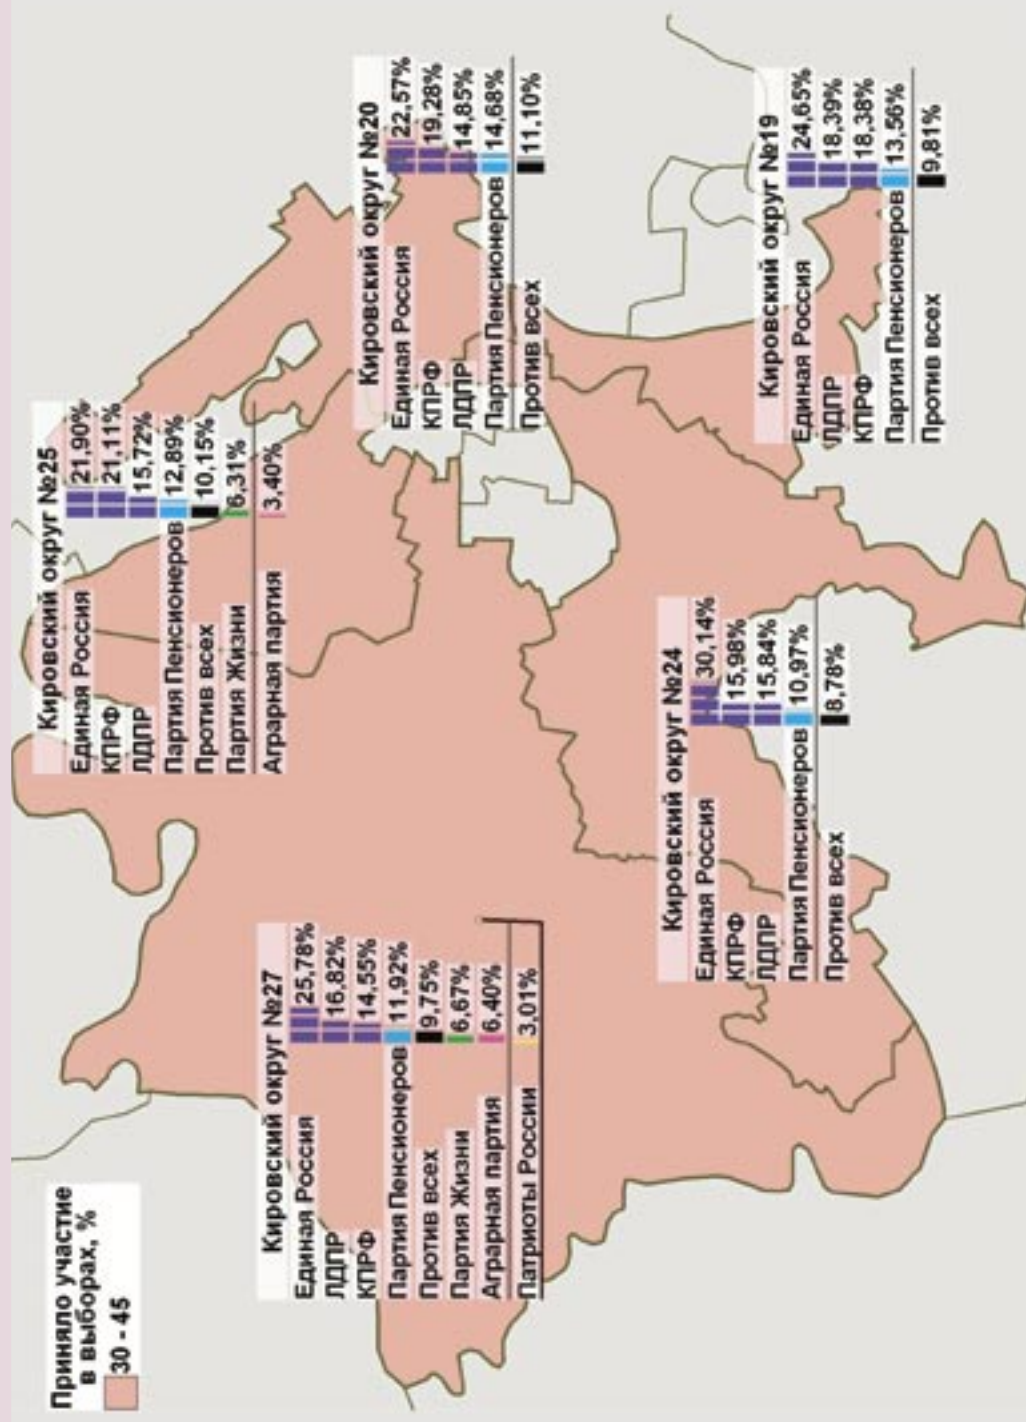 Приняло участие
в выборах, %
30 - 45
Кировский округ №27
Единая Россия 25,78%
ЛДПР 16,82%
КПРФ 14,55%
Партия Пенсионеров 11,92%
Против всех 9,75%
Партия Жизни 6,67%
Аграрная партия 6,40%
Патриоты России 3,01%
Кировский округ №25
Единая Россия 21,90%
КПРФ 21,11%
ЛДПР 15,72%
Партия Пенсионеров 12,89%
Против всех 10,15%
Партия Жизни 6,31%
Аграрная партия 3,40%
Кировский округ №20
Единая Россия 22,57%
КПРФ 19,28%
ЛДПР 14,85%
Партия Пенсионеров 14,68%
Против всех 11,10%
Кировский округ №24
Единая Россия 30,14%
КПРФ 15,98%
ЛДПР 15,84%
Партия Пенсионеров 10,97%
Против всех 8,78%
Кировский округ №19
Единая Россия 24,65%
ЛДПР 18,39%
КПРФ 18,38%
Партия Пенсионеров 13,56%
Против всех 9,81%